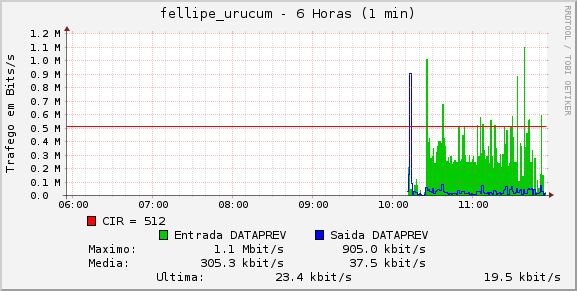 fellipe_urucum - 6 Horas (1 min)
RRDTOOL / TOBI OETIKER
Trafego em Bits/s
1.2 M
1.1 M
1.0 M
0.9 M
0.8 M
0.7 M
0.6 M
0.5 M
0.4 M
0.3 M
0.2 M
0.1 M
0.0
06:00 07:00 08:00 09:00 10:00 11:00
CIR = 512
Entrada DATAPREV Saida DATAPREV
Maximo: 1.1 Mbit/s 905.0 kbit/s
Media: 305.3 kbit/s 37.5 kbit/s
Ultima: 23.4 kbit/s 19.5 kbit/s